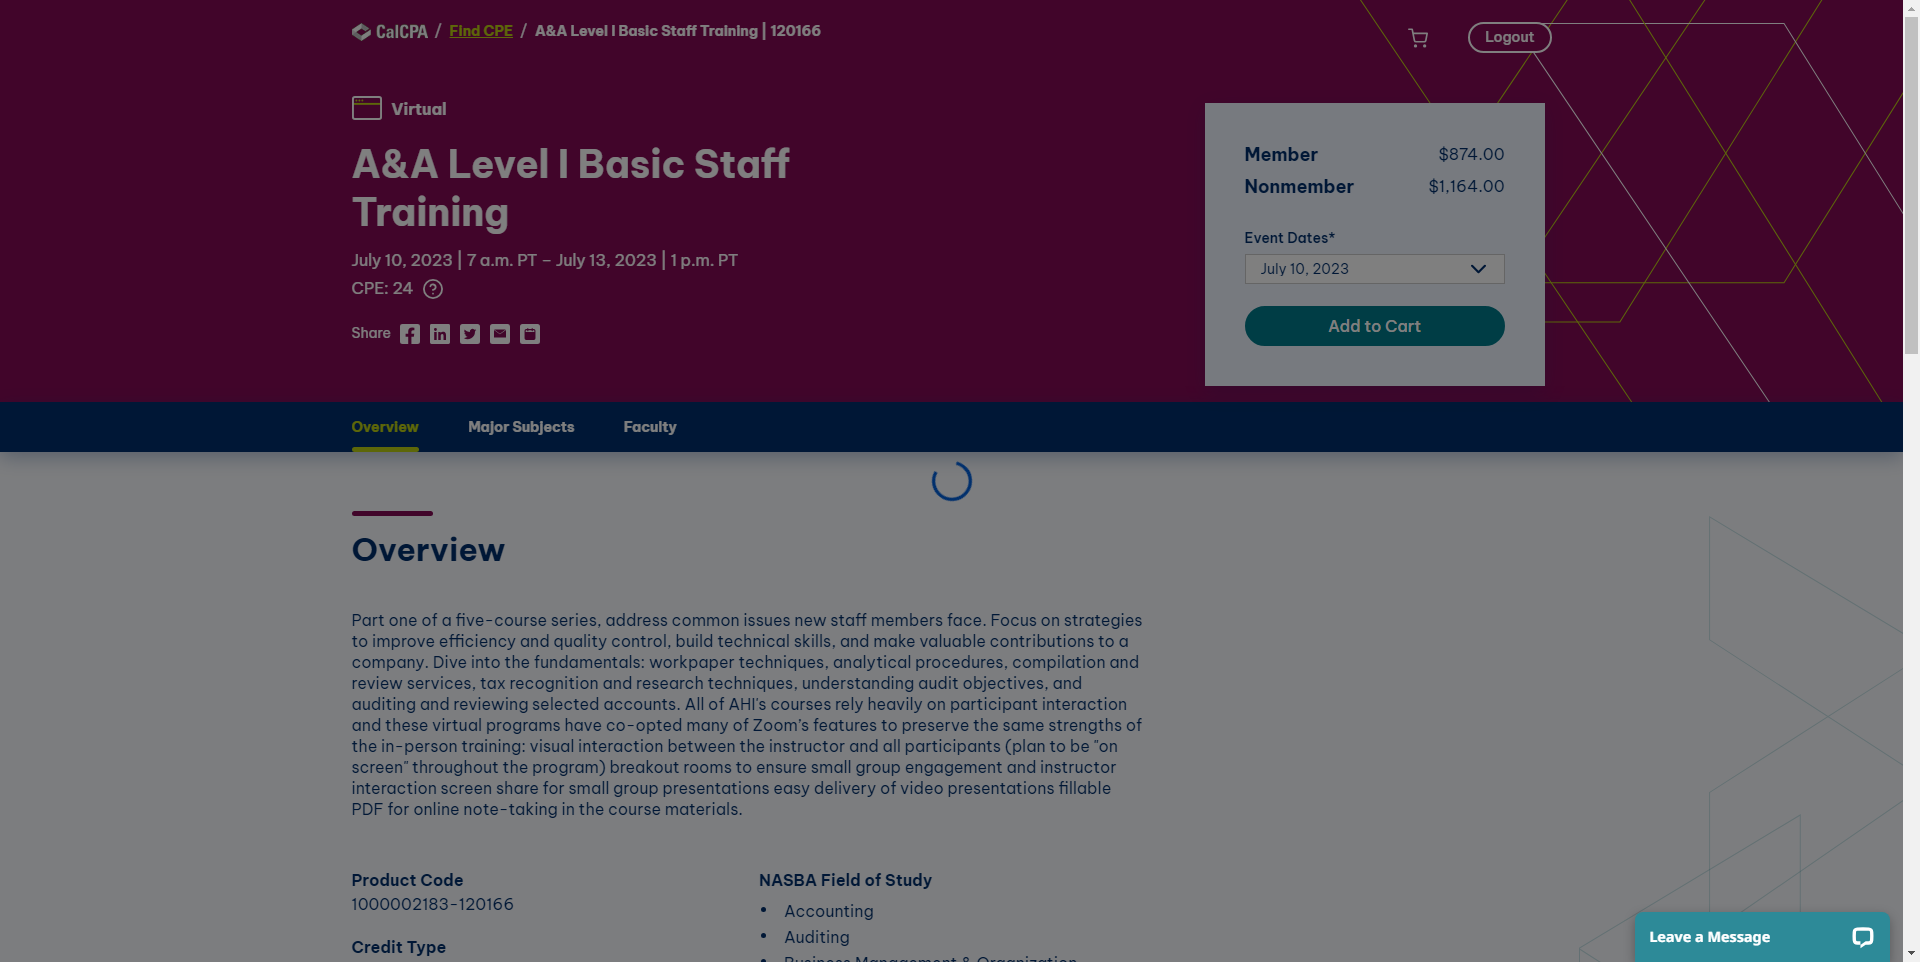 CalCPA / Find CPE / A&A Level I Basic Staff Training | 120166
Logout
Virtual
A&A Level I Basic Staff
Training
July 10, 2023 | 7 a.m. PT – July 13, 2023 | 1 p.m. PT
CPE: 24 ?
Share
Member $874.00
Nonmember $1,164.00
Event Dates*
July 10, 2023
Add to Cart
Overview Major Subjects Faculty
Overview
Part one of a five-course series, address common issues new staff members face. Focus on strategies
to improve efficiency and quality control, build technical skills, and make valuable contributions to a
company. Dive into the fundamentals: workpaper techniques, analytical procedures, compilation and
review services, tax recognition and research techniques, understanding audit objectives, and
auditing and reviewing selected accounts. All of AHI's courses rely heavily on participant interaction
and these virtual programs have co-opted many of Zoom’s features to preserve the same strengths of
the in-person training: visual interaction between the instructor and all participants (plan to be "on
screen" throughout the program) breakout rooms to ensure small group engagement and instructor
interaction screen share for small group presentations easy delivery of video presentations fillable
PDF for online note-taking in the course materials.
Product Code
1000002183-120166
Credit Type
NASBA Field of Study
• Accounting
• Auditing
• Business Management & Organization
Leave a Message